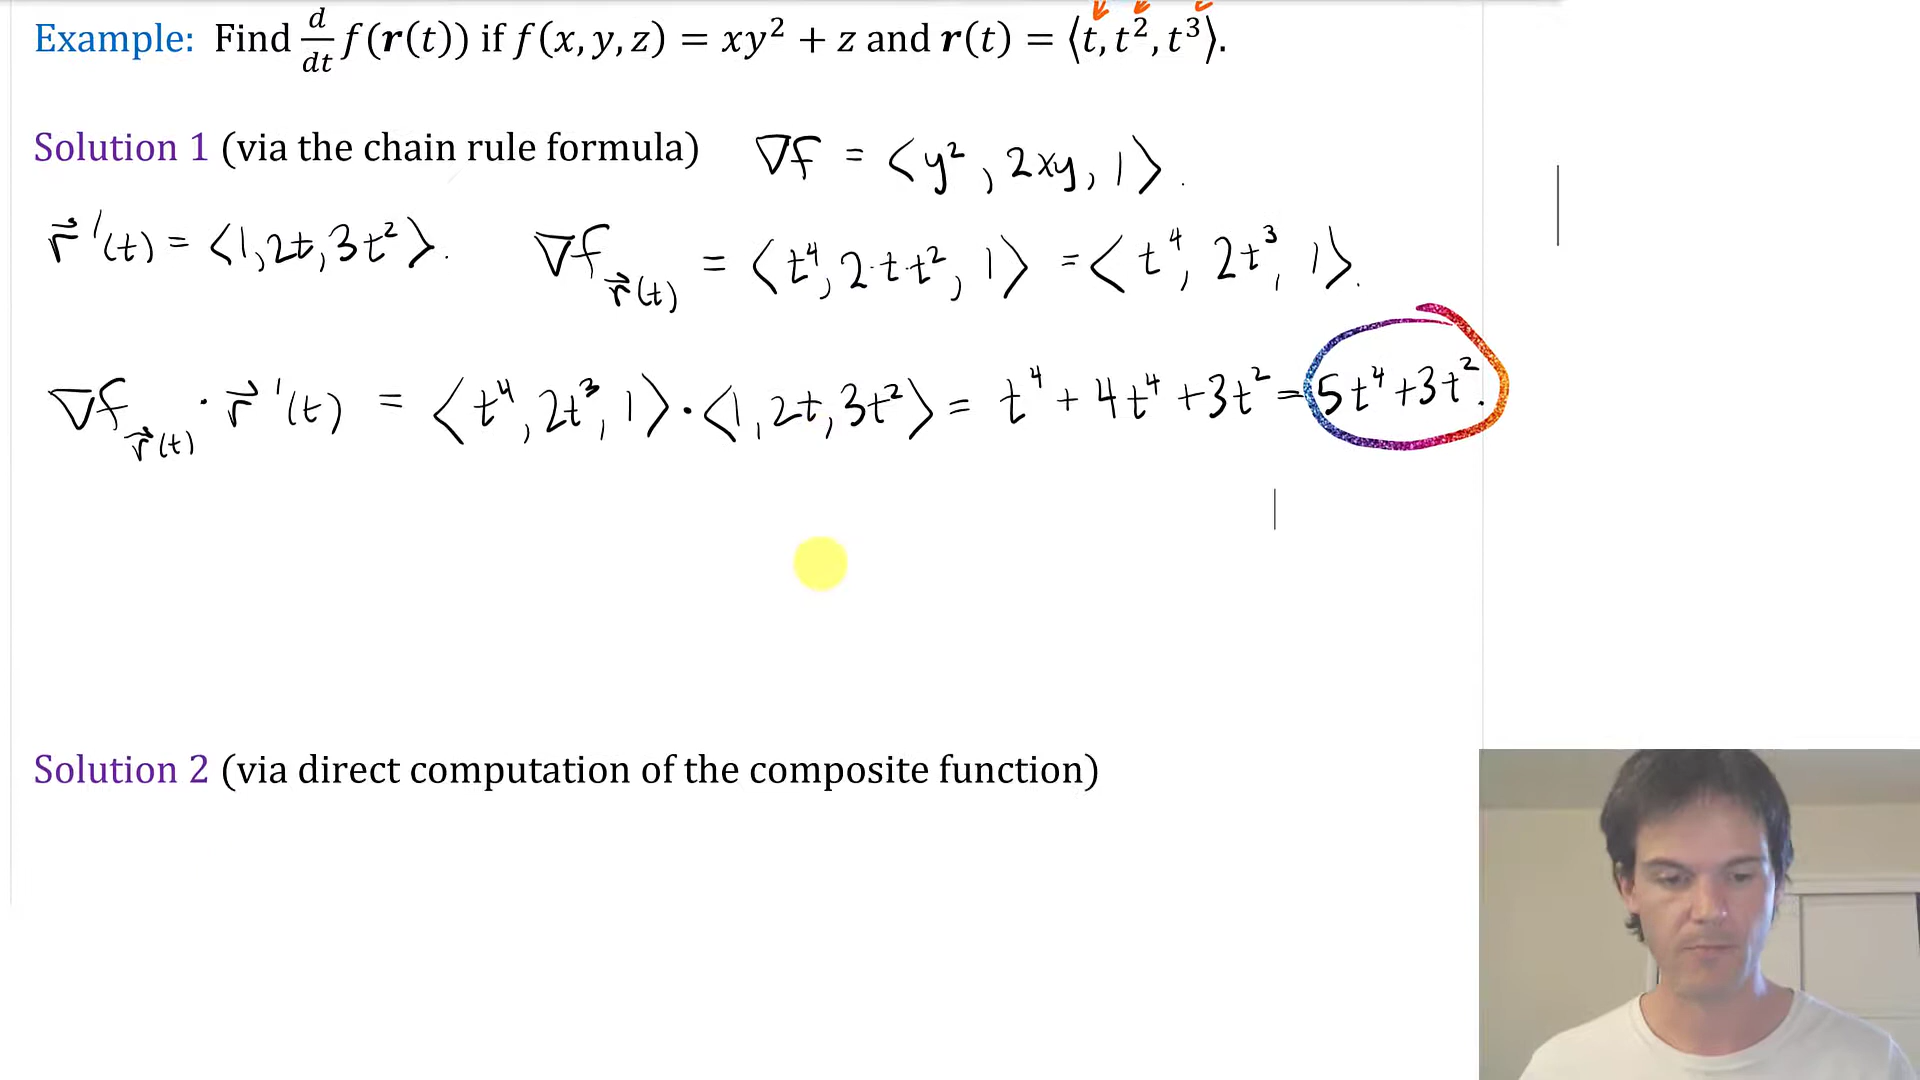 Example: Find d/dt f(r(t)) if f(x, y, z) = xy² + z and r(t) = ⟨t, t², t³⟩.
Solution 1 (via the chain rule formula) ∇f = ⟨y², 2xy, 1⟩.
r⃗'(t) = ⟨1, 2t, 3t²⟩. ∇f_r⃗(t) = ⟨t⁴, 2·t·t², 1⟩ = ⟨t⁴, 2t³, 1⟩.
∇f_r⃗(t) · r⃗'(t) = ⟨t⁴, 2t³, 1⟩ · ⟨1, 2t, 3t²⟩ = t⁴ + 4t⁴ + 3t² = 5t⁴ + 3t².
Solution 2 (via direct computation of the composite function)